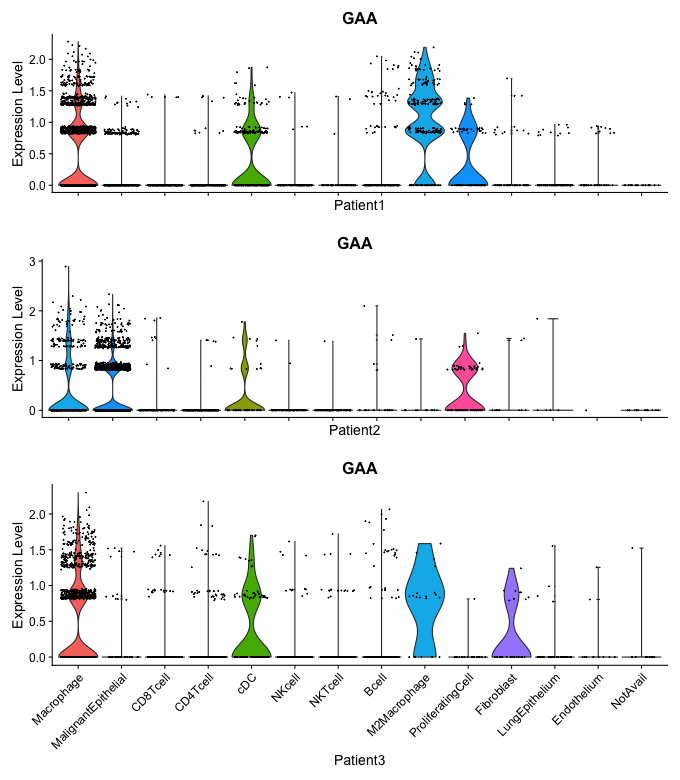 GAA
Expression Level
2.0
1.5
1.0
0.5
0.0
Patient1
GAA
Expression Level
3
2
1
0
Patient2
GAA
Expression Level
2.0
1.5
1.0
0.5
0.0
Macrophage
MalignantEpithelial
CD8Tcell
CD4Tcell
cDC
NKcell
NKTcell
Bcell
M2Macrophage
ProliferatingCell
Fibroblast
LungEpithelium
Endothelium
NotAvail
Patient3